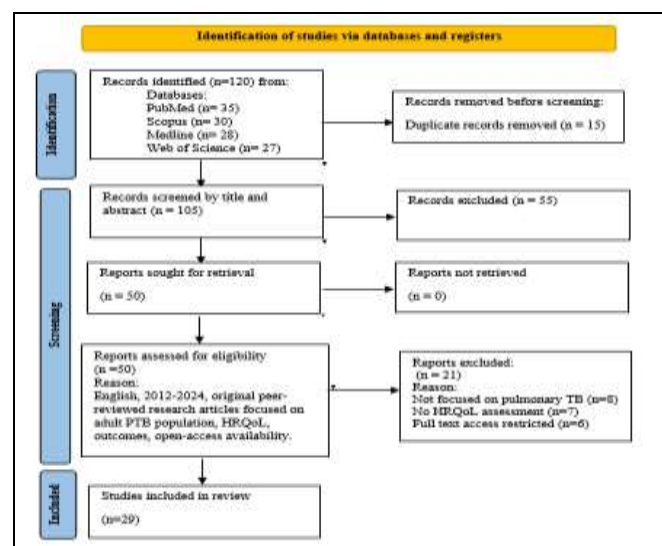 Identification of studies via databases and registers
Identification
Records identified (n=120) from:
Databases:
PubMed (n= 35)
Scopus (n= 30)
Medline (n= 28)
Web of Science (n= 27)
Records removed before screening:
Duplicate records removed (n = 15)
Screening
Records screened by title and
abstract (n = 105)
Records excluded (n = 55)
Reports sought for retrieval
(n = 50)
Reports not retrieved
(n = 0)
Reports assessed for eligibility
(n =50)
Reason:
English, 2012-2024, original peer-
reviewed research articles focused on
adult PTB population, HRQoL,
outcomes, open-access availability.
Reports excluded:
(n = 21)
Reason:
Not focused on pulmonary TB (n=8)
No HRQoL assessment (n=7)
Full text access restricted (n=6)
Included
Studies included in review
(n=29)